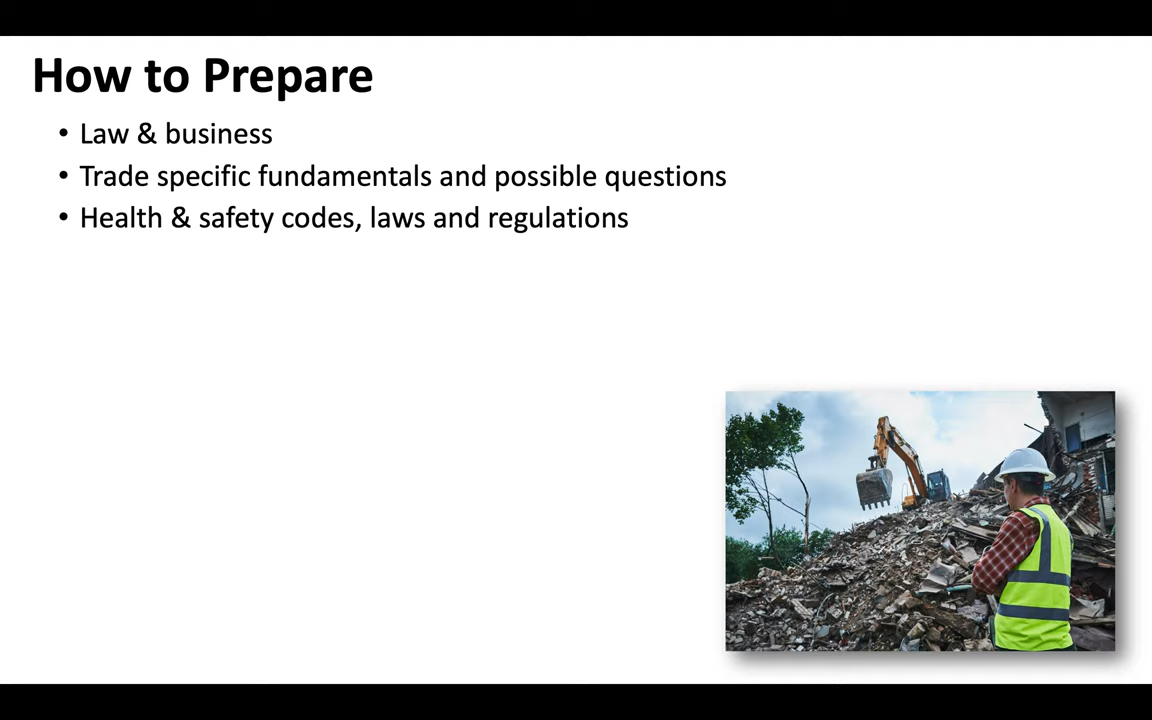 How to Prepare
• Law & business
• Trade specific fundamentals and possible questions
• Health & safety codes, laws and regulations